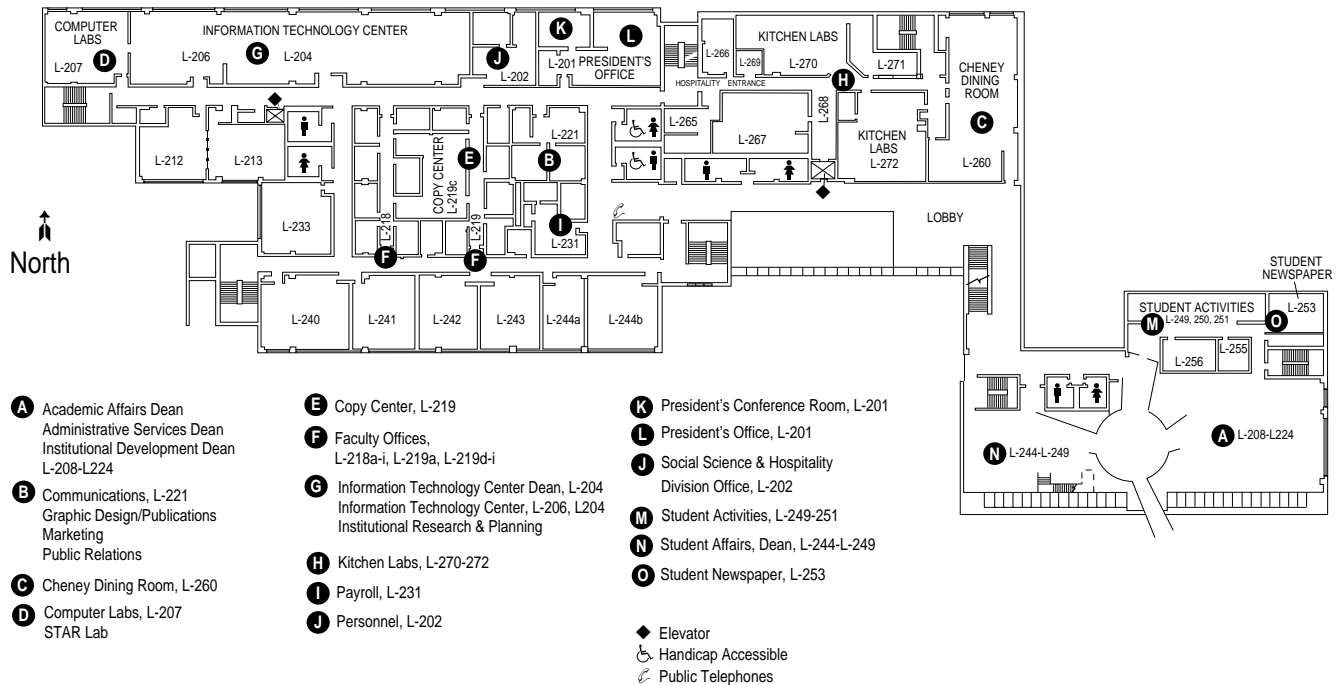 COMPUTER
LABS
L-207
D
INFORMATION TECHNOLOGY CENTER
L-206
G
L-204
J
L-202
K
L-201
L
PRESIDENT'S
OFFICE
L-266
L-269
KITCHEN LABS
L-270
H
L-271
HOSPITALITY ENTRANCE
CHENEY
DINING
ROOM
C
L-260
L-212
L-213
COPY CENTER
L-219c
E
L-221
B
L-265
L-267
L-268
KITCHEN
LABS
L-272
North
L-233
L-218
F
L-219
F
I
L-231
LOBBY
L-240
L-241
L-242
L-243
L-244a
L-244b
STUDENT
NEWSPAPER
STUDENT ACTIVITIES
M
L-249, 250, 251
O
L-253
L-256
L-255
N
L-244-L-249
A
L-208-L224
A Academic Affairs Dean
Administrative Services Dean
Institutional Development Dean
L-208-L224
B Communications, L-221
Graphic Design/Publications
Marketing
Public Relations
C Cheney Dining Room, L-260
D Computer Labs, L-207
STAR Lab
E Copy Center, L-219
F Faculty Offices,
L-218a-i, L-219a, L-219d-i
G Information Technology Center Dean, L-204
Information Technology Center, L-206, L204
Institutional Research & Planning
H Kitchen Labs, L-270-272
I Payroll, L-231
J Personnel, L-202
K President's Conference Room, L-201
L President's Office, L-201
J Social Science & Hospitality
Division Office, L-202
M Student Activities, L-249-251
N Student Affairs, Dean, L-244-L-249
O Student Newspaper, L-253
Elevator
Handicap Accessible
Public Telephones